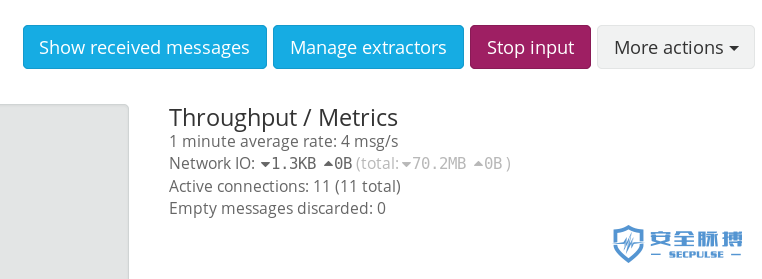 Show received messages Manage extractors Stop input More actions
Throughput / Metrics
1 minute average rate: 4 msg/s
Network IO: 1.3KB 0B (total: 70.2MB 0B )
Active connections: 11 (11 total)
Empty messages discarded: 0
安全脉搏
SECPULSE